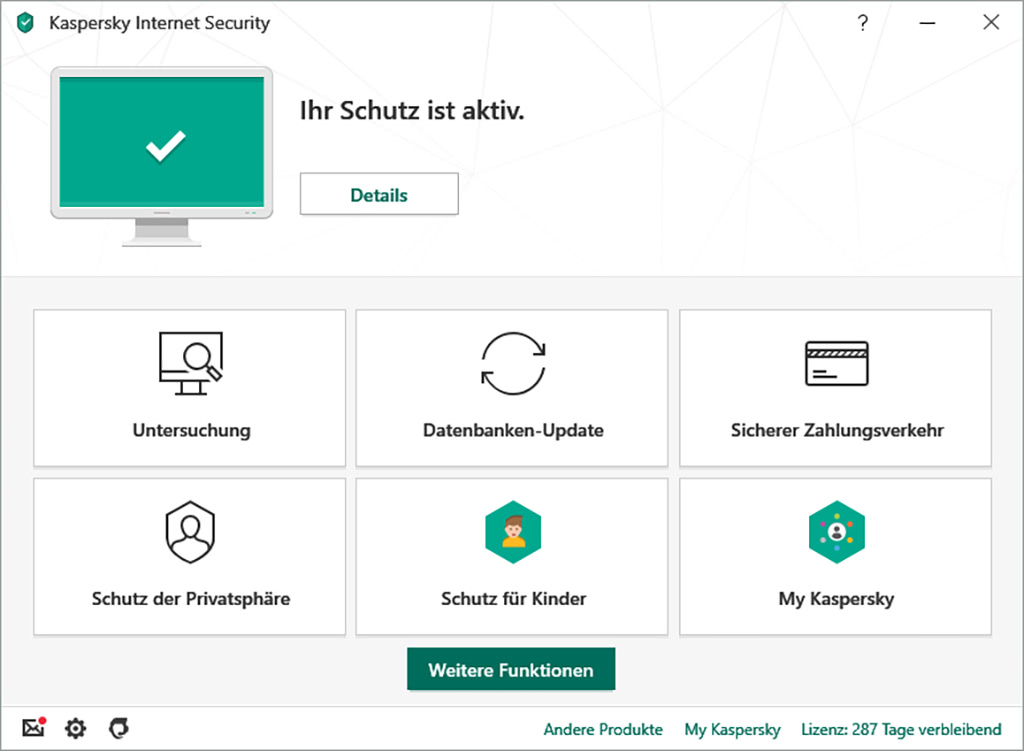 Kaspersky Internet Security
?
Ihr Schutz ist aktiv.
Details
Untersuchung
Datenbanken-Update
Sicherer Zahlungsverkehr
Schutz der Privatsphäre
Schutz für Kinder
My Kaspersky
Weitere Funktionen
Andere Produkte
My Kaspersky
Lizenz: 287 Tage verbleibend